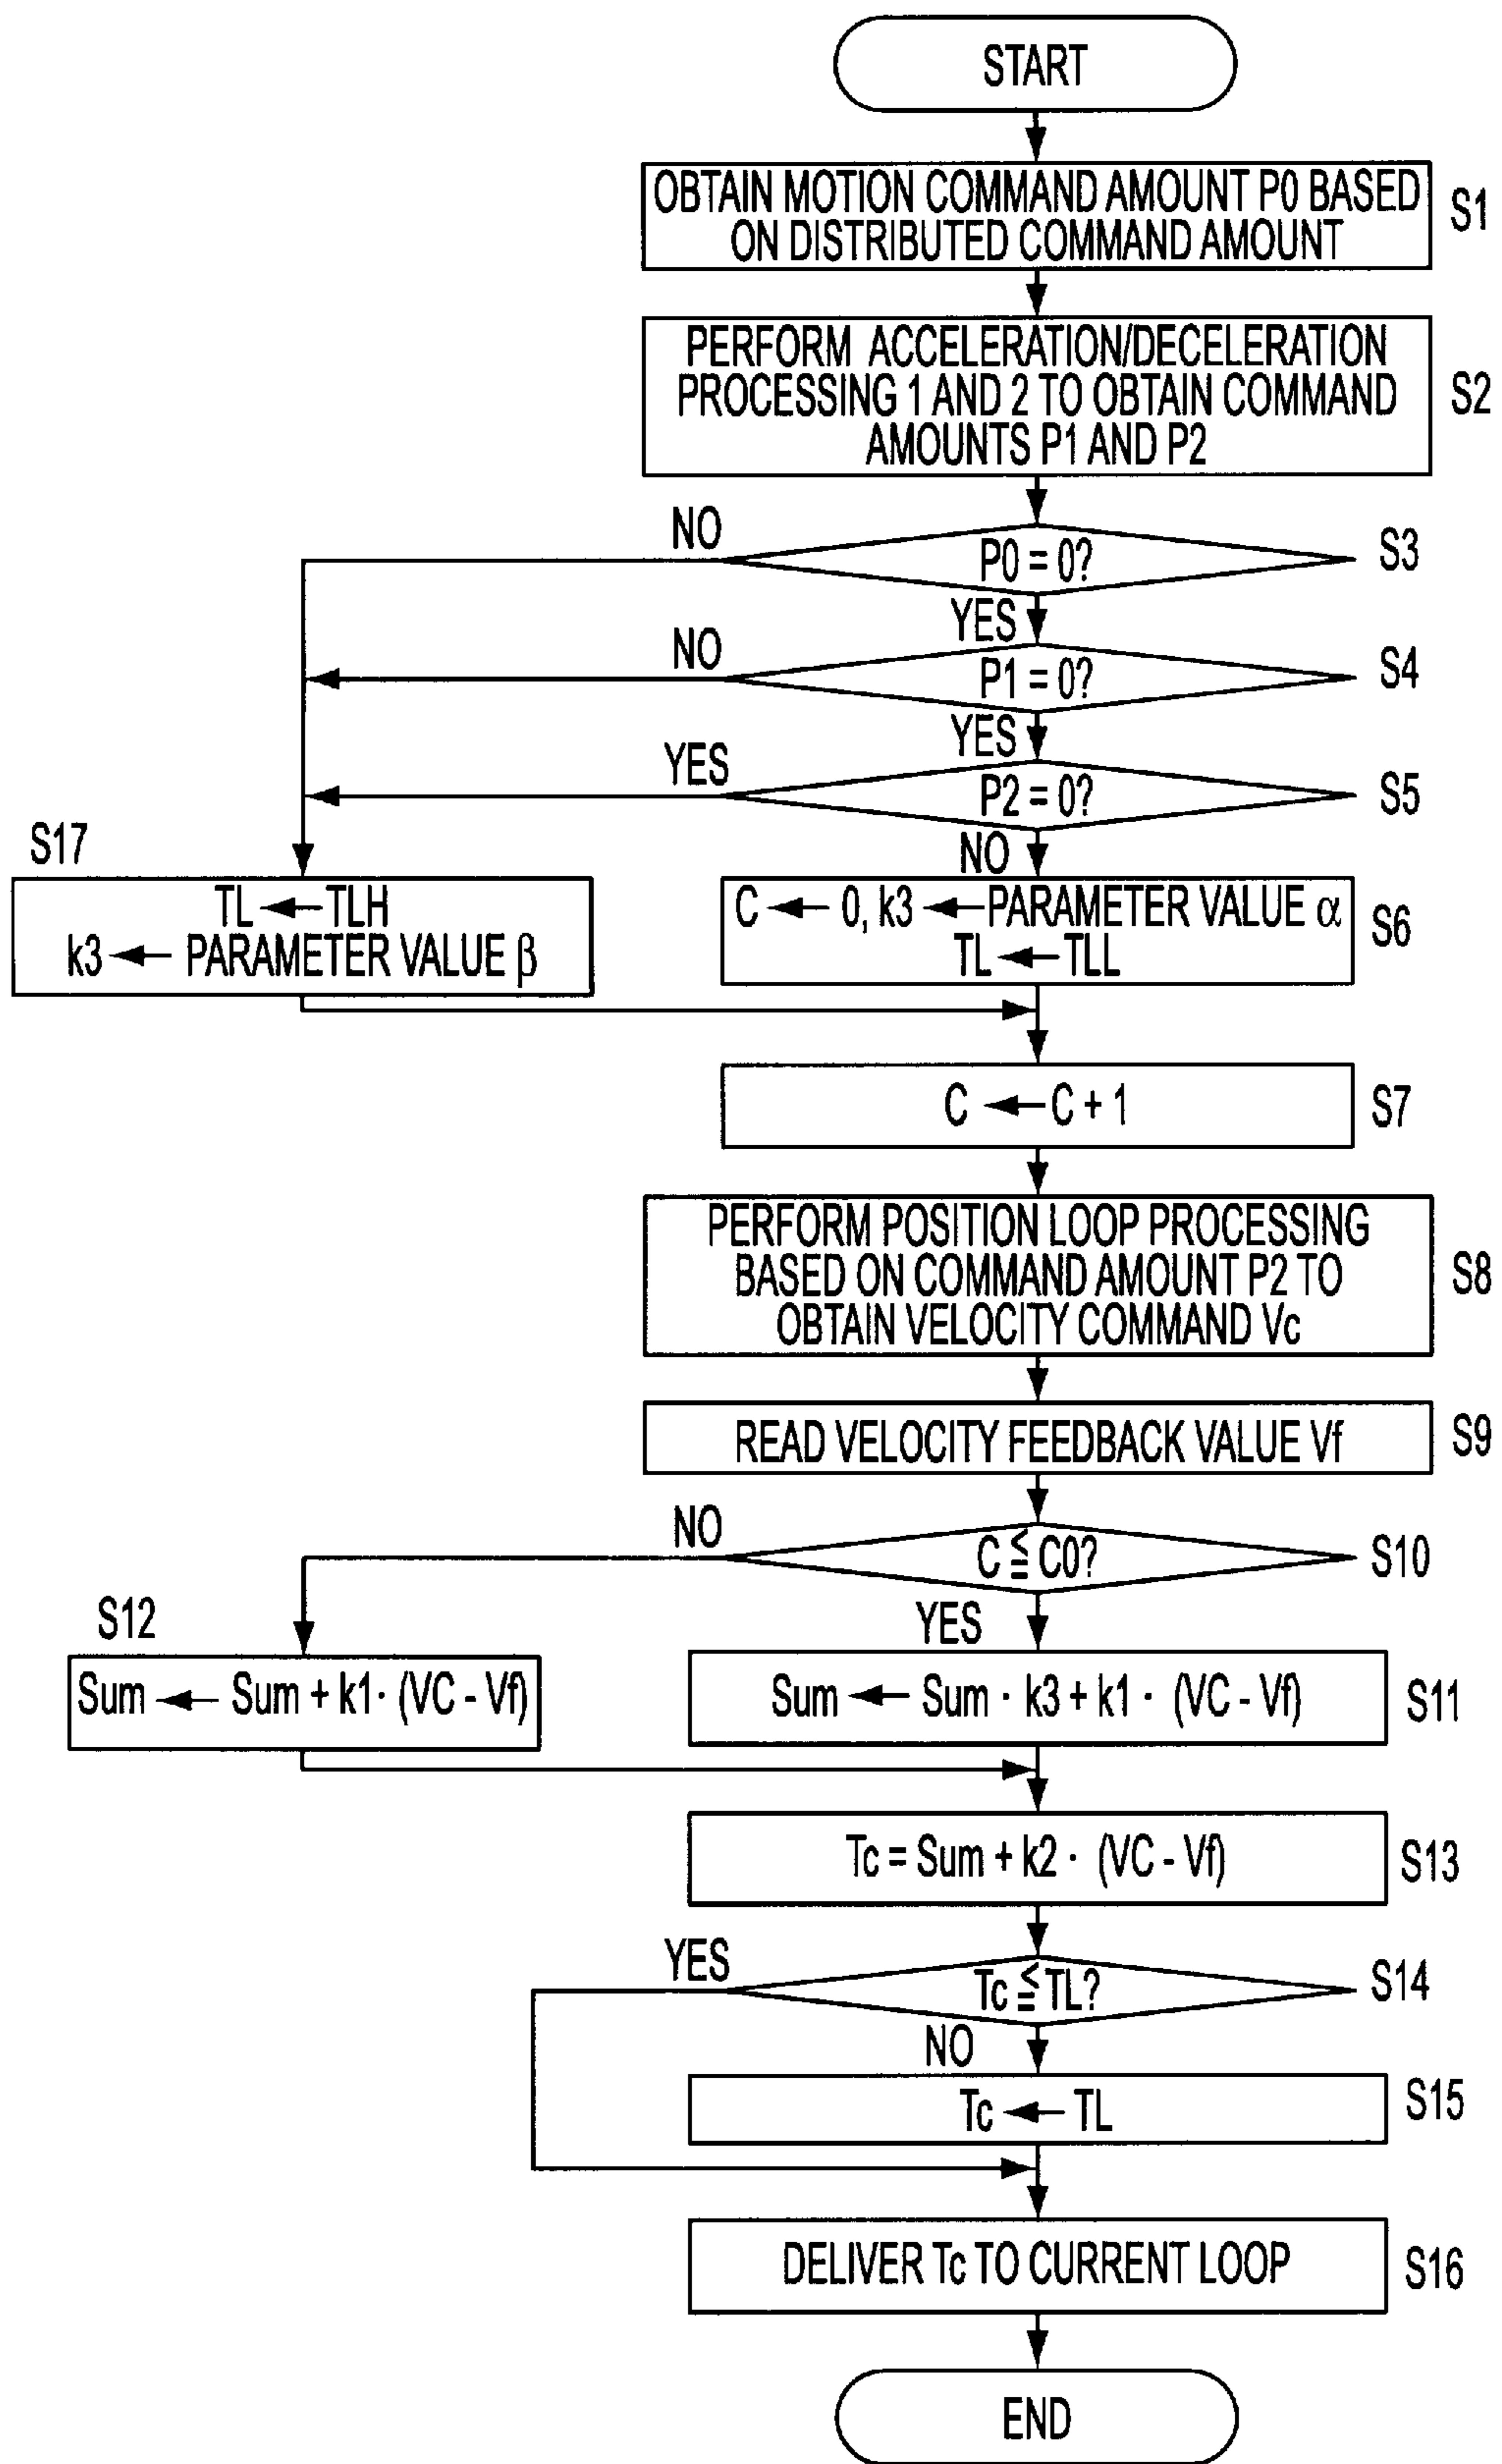 START
OBTAIN MOTION COMMAND AMOUNT P0 BASED
ON DISTRIBUTED COMMAND AMOUNT
S1
PERFORM ACCELERATION/DECELERATION
PROCESSING 1 AND 2 TO OBTAIN COMMAND
AMOUNTS P1 AND P2
S2
NO
P0 = 0?
S3
YES
NO
P1 = 0?
S4
YES
YES
P2 = 0?
S5
NO
S17
TL ← TLH
k3 ← PARAMETER VALUE β
C ← 0, k3 ← PARAMETER VALUE α
TL ← TLL
S6
C ← C + 1
S7
PERFORM POSITION LOOP PROCESSING
BASED ON COMMAND AMOUNT P2 TO
OBTAIN VELOCITY COMMAND Vc
S8
READ VELOCITY FEEDBACK VALUE Vf
S9
NO
C ≦ C0?
S10
YES
S12
Sum ← Sum + k1 · (VC - Vf)
Sum ← Sum · k3 + k1 · (VC - Vf)
S11
Tc = Sum + k2 · (VC - Vf)
S13
YES
Tc ≦ TL?
S14
NO
Tc ← TL
S15
DELIVER Tc TO CURRENT LOOP
S16
END